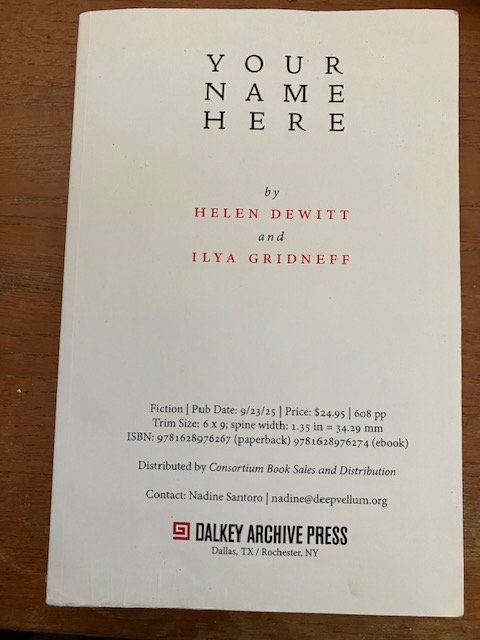 YOUR
NAME
HERE
by
HELEN DEWITT
and
ILYA GRIDNEFF
Fiction | Pub Date: 9/23/25 | Price: $24.95 | 608 pp
Trim Size: 6 x 9; spine width: 1.35 in = 34.29 mm
ISBN: 9781628976267 (paperback) 9781628976274 (ebook)
Distributed by Consortium Book Sales and Distribution
Contact: Nadine Santoro | nadine@deepvellum.org
DALKEY ARCHIVE PRESS
Dallas, TX / Rochester, NY